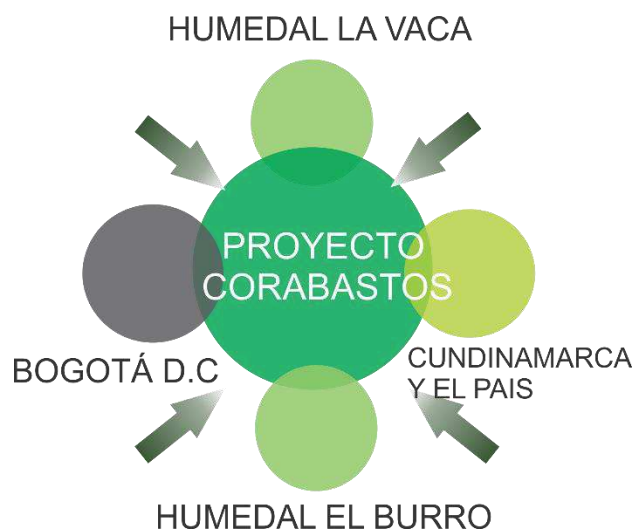 HUMEDAL LA VACA
PROYECTO
CORABASTOS
BOGOTÁ D.C
CUNDINAMARCA
Y EL PAIS
HUMEDAL EL BURRO